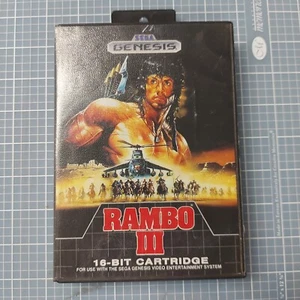 SEGA
GENESIS
RAMBO
III
16-BIT CARTRIDGE
FOR USE WITH THE SEGA GENESIS VIDEO ENTERTAINMENT SYSTEM